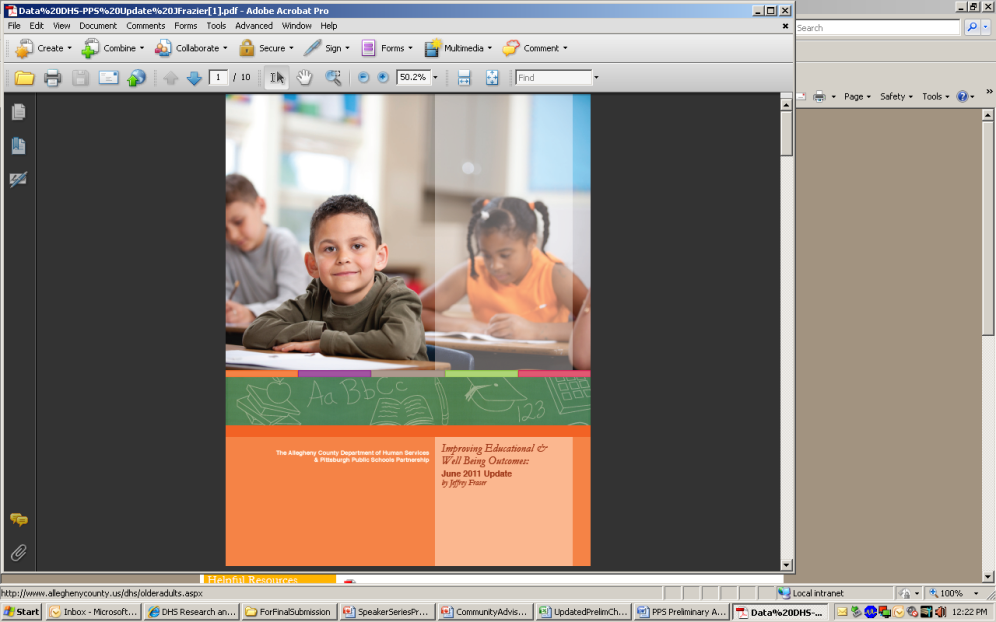 Data%20DHS-PPS%20Update%20JFrazier[1].pdf - Adobe Acrobat Pro
File Edit View Document Comments Forms Tools Advanced Window Help
Search
Create Combine Collaborate Secure Sign Forms Multimedia Comment
1 / 10 50.2% Find
Page Safety Tools
Aa Bb Cc
123
The Allegheny County Department of Human Services
& Pittsburgh Public Schools Partnership
Improving Educational &
Well Being Outcomes:
June 2011 Update
by Jeffrey Fraser
Helpful Resources
http://www.alleghenycounty.us/dhs/olderadults.aspx
Local intranet 100%
Start Inbox - Microsoft... DHS Research an... ForFinalSubmission SpeakerSeriesPr... CommunityAdvis... UpdatedPrelimCh... PPS Preliminary A... Data%20DHS-... 12:22 PM